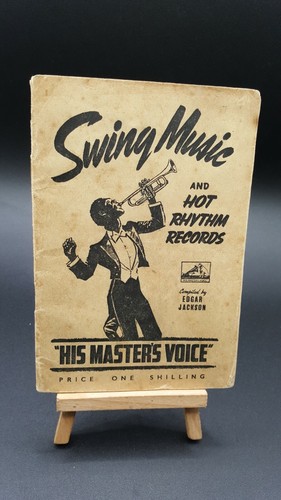 Swing Music
AND
HOT
RHYTHM
RECORDS
Compiled by
EDGAR
JACKSON
"HIS MASTER'S VOICE"
PRICE ONE SHILLING